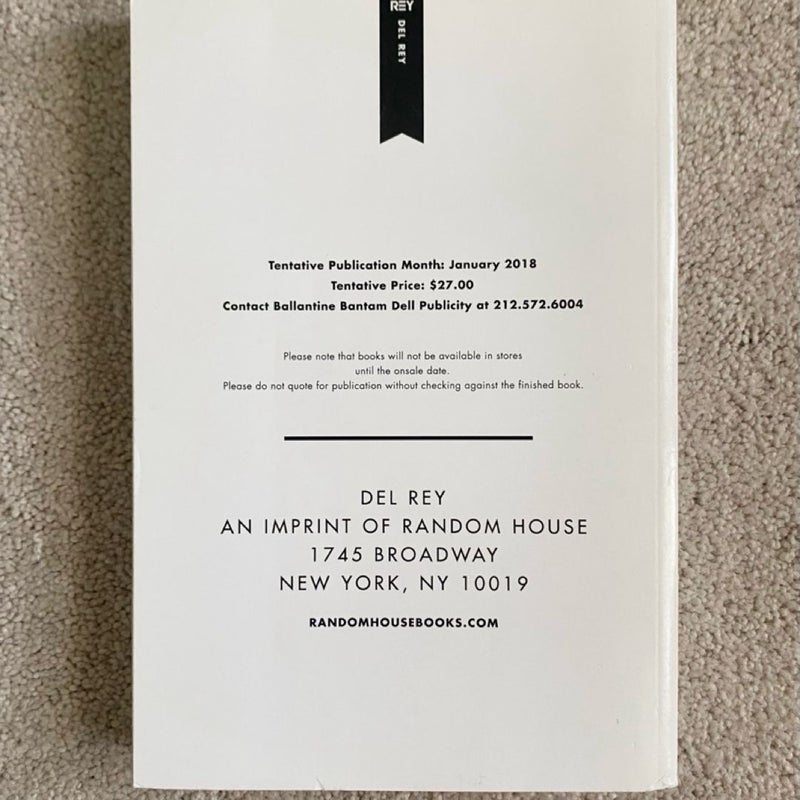 REY
DEL REY
Tentative Publication Month: January 2018
Tentative Price: $27.00
Contact Ballantine Bantam Dell Publicity at 212.572.6004
Please note that books will not be available in stores
until the onsale date.
Please do not quote for publication without checking against the finished book.
DEL REY
AN IMPRINT OF RANDOM HOUSE
1745 BROADWAY
NEW YORK, NY 10019
RANDOMHOUSEBOOKS.COM